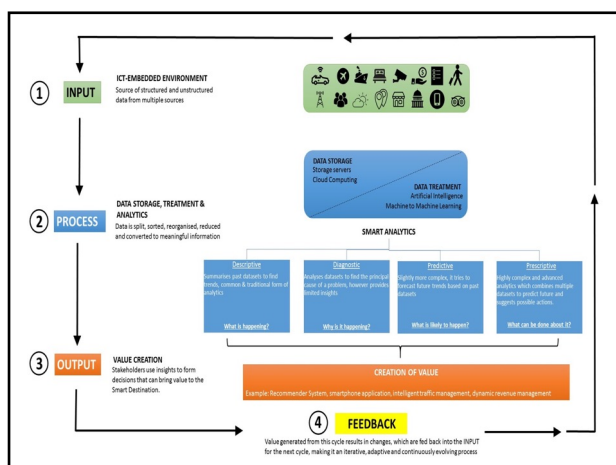 1
INPUT
ICT-EMBEDDED ENVIRONMENT
Source of structured and unstructured
data from multiple sources
DATA STORAGE
Storage servers
Cloud Computing
DATA TREATMENT
Artificial Intelligence
Machine to Machine Learning
2
PROCESS
DATA STORAGE, TREATMENT &
ANALYTICS
Data is split, sorted, reorganised, reduced
and converted to meaningful information
SMART ANALYTICS
Descriptive
Summarises past datasets to find
trends, common & traditional form of
analytics
What is happening?
Diagnostic
Analyses datasets to find the principal
cause of a problem, however provides
limited insights
Why is it happening?
Predictive
Slightly more complex, it tries to
forecast future trends based on past
datasets
What is likely to happen?
Prescriptive
Highly complex and advanced
analytics which combines multiple
datasets to predict future and
suggests possible actions.
What can be done about it?
3
OUTPUT
VALUE CREATION
Stakeholders use insights to form
decisions that can bring value to the
Smart Destination.
CREATION OF VALUE
Example: Recommender System, smartphone application, intelligent traffic management, dynamic revenue management
4
FEEDBACK
Value generated from this cycle results in changes, which are fed back into the INPUT
for the next cycle, making it an iterative, adaptive and continuously evolving process